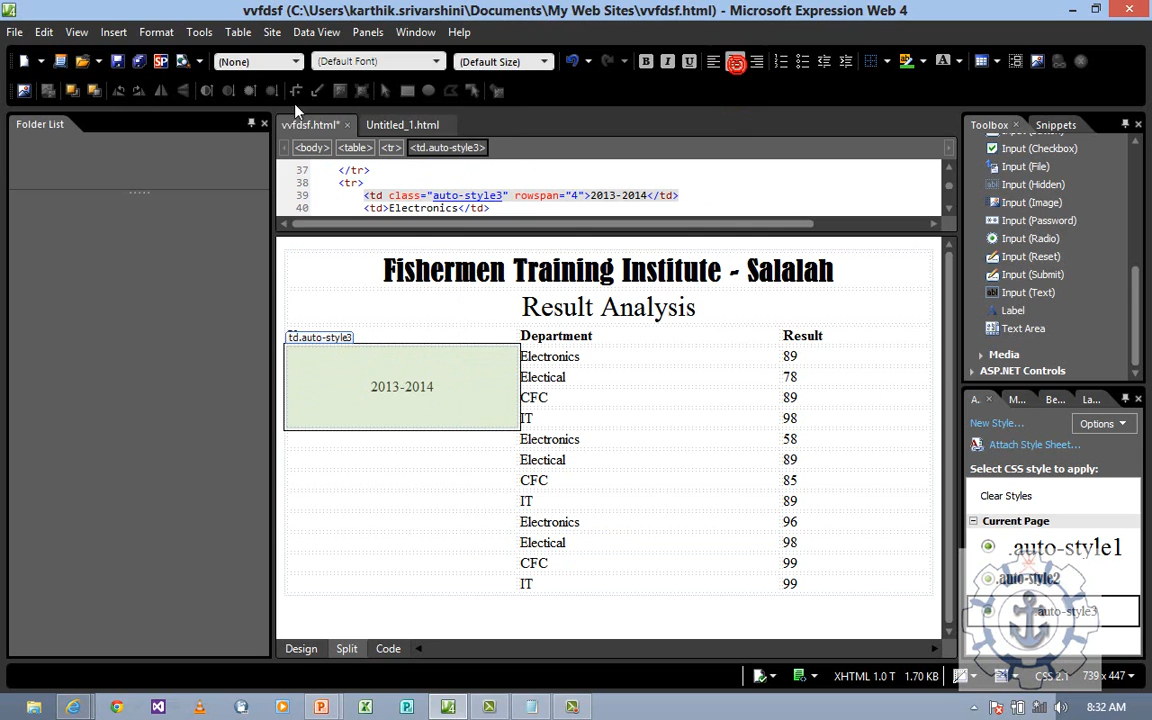 vvfdsf (C:\Users\karthik.srivarshini\Documents\My Web Sites\vvfdsf.html) - Microsoft Expression Web 4
File Edit View Insert Format Tools Table Site Data View Panels Window Help
(None) (Default Font) (Default Size) B I U A
Folder List
vvfdsf.html* Untitled_1.html
<body> <table> <tr> <td.auto-style3>
37 </tr>
38 <tr>
39 <td class="auto-style3" rowspan="4">2013-2014</td>
40 <td>Electronics</td>
Fishermen Training Institute - Salalah
Result Analysis
td.auto-style3
Department Result
2013-2014
Electronics 89
Electical 78
CFC 89
IT 98
Electronics 58
Electical 89
CFC 85
IT 89
Electronics 96
Electical 98
CFC 99
IT 99
Design Split Code
Toolbox Snippets
Input (Checkbox)
Input (File)
Input (Hidden)
Input (Image)
Input (Password)
Input (Radio)
Input (Reset)
Input (Submit)
Input (Text)
Label
Text Area
Media
ASP.NET Controls
A. M... Be... La...
New Style... Options
Attach Style Sheet...
Select CSS style to apply:
Clear Styles
Current Page
.auto-style1
.auto-style2
auto-style3
XHTML 1.0 T 1.70 KB CSS 2.1 739 x 447
8:32 AM